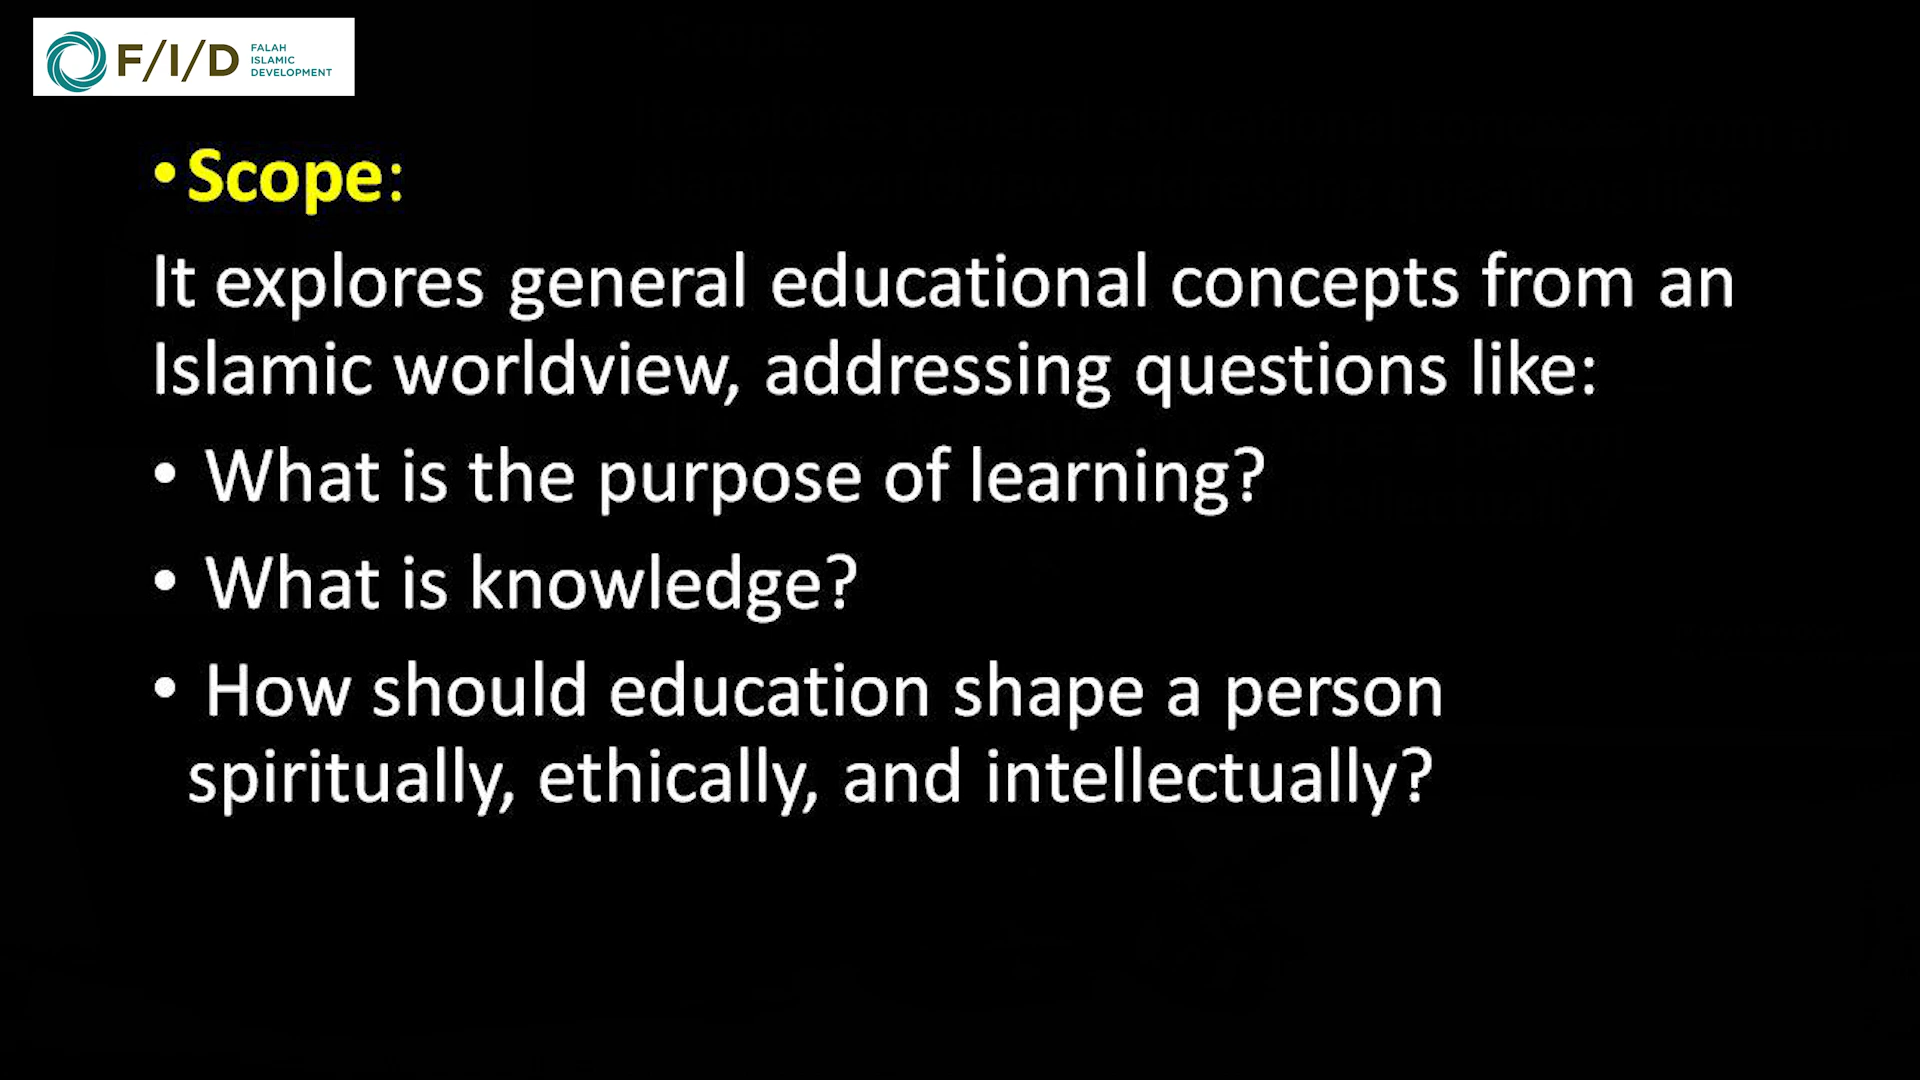 F/I/D
FALAH
ISLAMIC
DEVELOPMENT
•Scope:
It explores general educational concepts from an
Islamic worldview, addressing questions like:
• What is the purpose of learning?
• What is knowledge?
• How should education shape a person
spiritually, ethically, and intellectually?